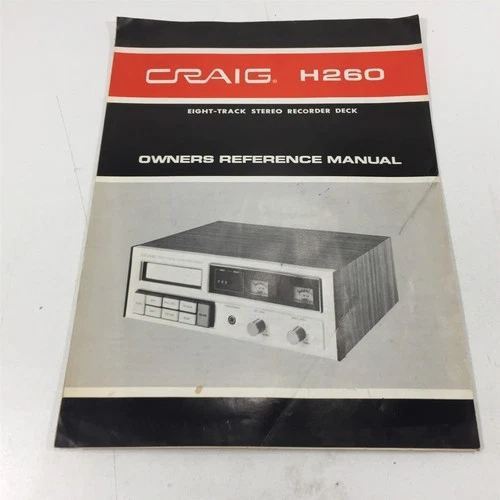 CRAIG® H260
EIGHT-TRACK STEREO RECORDER DECK
OWNERS REFERENCE MANUAL